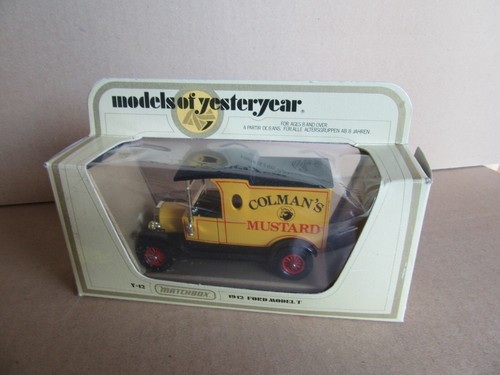 models of yesteryear®
FOR AGES 8 AND OVER.
A PARTIR DE 8 ANS. FÜR ALLE ALTERSGRUPPEN AB 8 JAHREN.
COLMAN'S
MUSTARD
Y-12 MATCHBOX 1912 FORD MODEL T